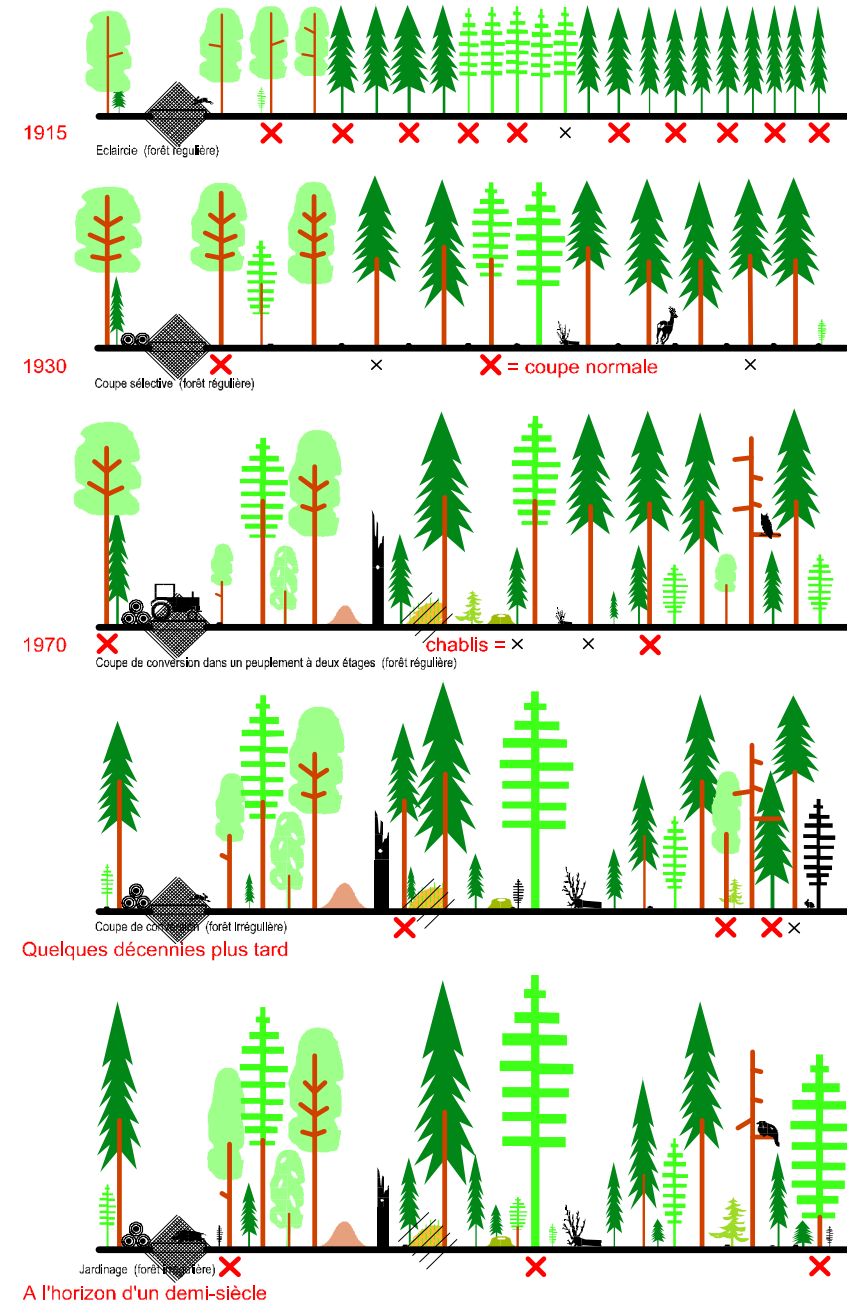 1915
Eclaircie (forêt régulière)
1930
= coupe normale
Coupe sélective (forêt régulière)
1970
chablis =
Coupe de conversion dans un peuplement à deux étages (forêt régulière)
Coupe de conversion (forêt irrégulière)
Quelques décennies plus tard
Jardinage (forêt irrégulière)
A l'horizon d'un demi-siècle